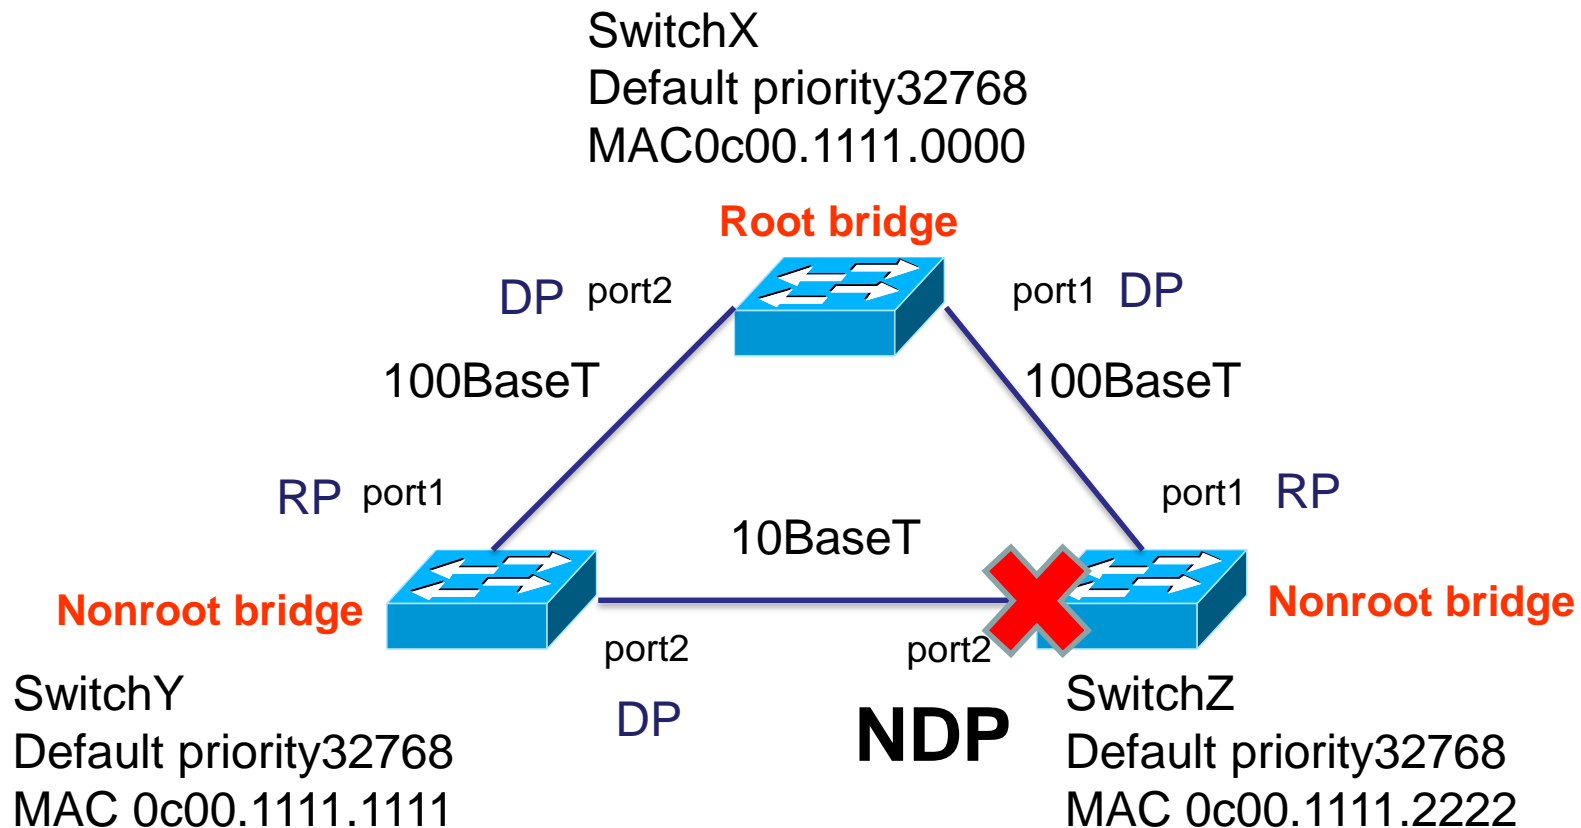 SwitchX
Default priority32768
MAC0c00.1111.0000
Root bridge
DP port2
port1 DP
100BaseT
100BaseT
RP port1
port1 RP
10BaseT
Nonroot bridge
Nonroot bridge
port2
port2
DP
NDP
SwitchY
Default priority32768
MAC 0c00.1111.1111
SwitchZ
Default priority32768
MAC 0c00.1111.2222